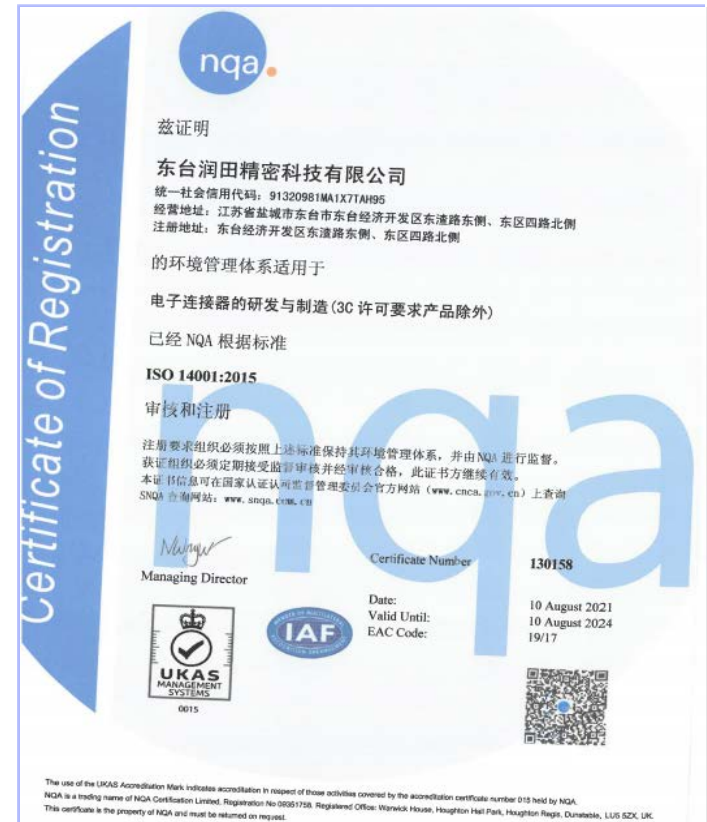 nqa.
Certificate of Registration
兹证明
东台润田精密科技有限公司
统一社会信用代码：91320981MA1X7TAH95
经营地址：江苏省盐城市东台市东台经济开发区东渣路东侧、东区四路北侧
注册地址：东台经济开发区东渣路东侧、东区四路北侧
的环境管理体系适用于
电子连接器的研发与制造(3C 许可要求产品除外)
已经 NQA 根据标准
ISO 14001:2015
审核和注册
nqa
注册要求组织必须按照上述标准保持其环境管理体系，并由 NQA 进行监督。
获证组织必须定期接受监督审核并经审核合格，此证书方继续有效。
本证书信息可在国家认证认可监督管理委员会官方网站（www.cnca.gov.cn）上查询
SNQA 查询网站：www.snqa.com.cn
Managing Director
Certificate Number 130158
Date: 10 August 2021
Valid Until: 10 August 2024
EAC Code: 19/17
UKAS
MANAGEMENT
SYSTEMS
0015
IAF
The use of the UKAS Accreditation Mark indicates accreditation in respect of those activities covered by the accreditation certificate number 015 held by NQA.
NQA is a trading name of NQA Certification Limited, Registration No 09351758. Registered Office: Warwick House, Houghton Hall Park, Houghton Regis, Dunstable, LU5 5ZX, UK.
This certificate is the property of NQA and must be returned on request.